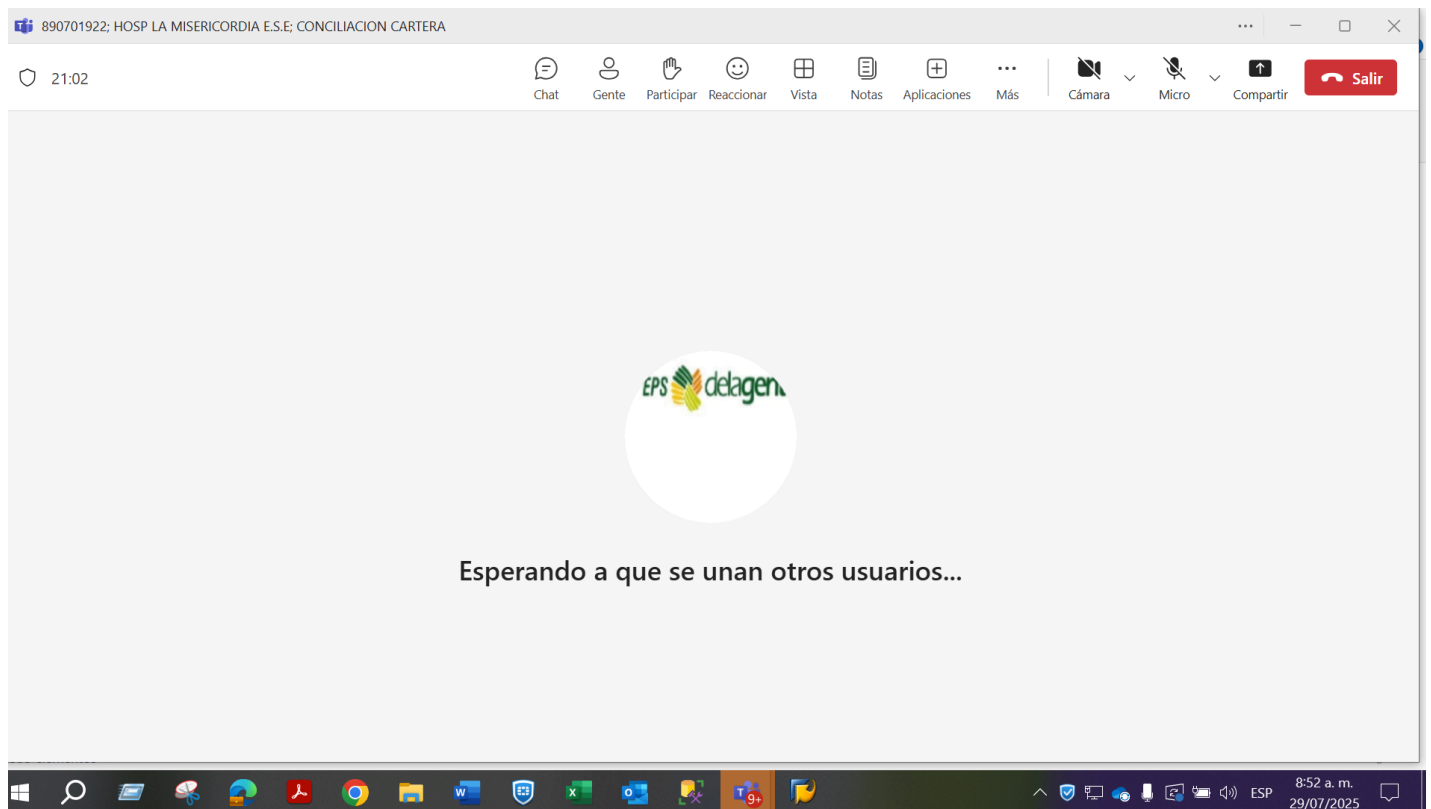 890701922; HOSP LA MISERICORDIA E.S.E; CONCILIACION CARTERA
21:02
Chat Gente Participar Reaccionar Vista Notas Aplicaciones Más Cámara Micro Compartir Salir
EPS delagen
Esperando a que se unan otros usuarios...
9+
ESP
8:52 a. m.
29/07/2025